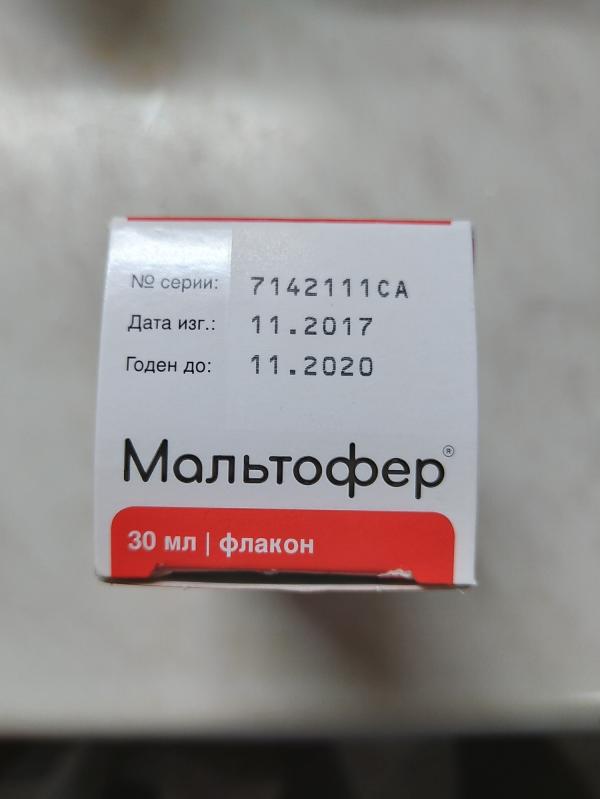 № серии: 7142111CA
Дата изг.: 11.2017
Годен до: 11.2020
Мальтофер®
30 мл | флакон